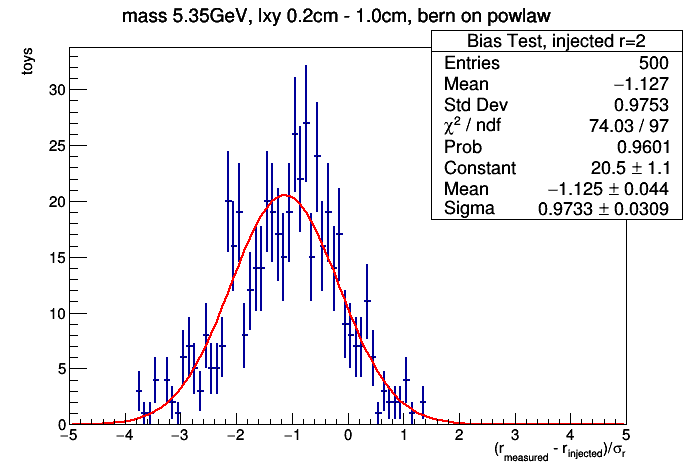 mass 5.35GeV, lxy 0.2cm - 1.0cm, bern on powlaw
Bias Test, injected r=2
Entries 500
Mean −1.127
Std Dev 0.9753
χ² / ndf 74.03 / 97
Prob 0.9601
Constant 20.5 ± 1.1
Mean −1.125 ± 0.044
Sigma 0.9733 ± 0.0309
toys
30
25
20
15
10
5
0
−5 −4 −3 −2 −1 0 1 2 3 4 5
(r_measured - r_injected)/σ_r